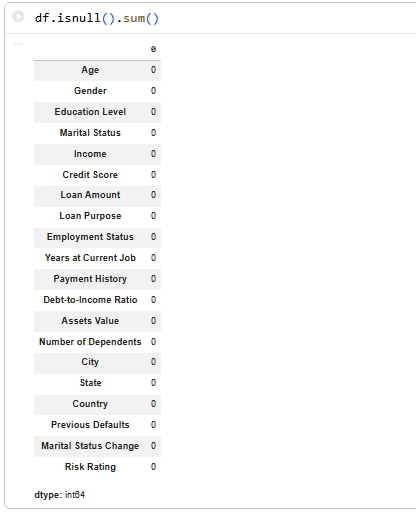 df.isnull().sum()
0
Age 0
Gender 0
Education Level 0
Marital Status 0
Income 0
Credit Score 0
Loan Amount 0
Loan Purpose 0
Employment Status 0
Years at Current Job 0
Payment History 0
Debt-to-Income Ratio 0
Assets Value 0
Number of Dependents 0
City 0
State 0
Country 0
Previous Defaults 0
Marital Status Change 0
Risk Rating 0
dtype: int64